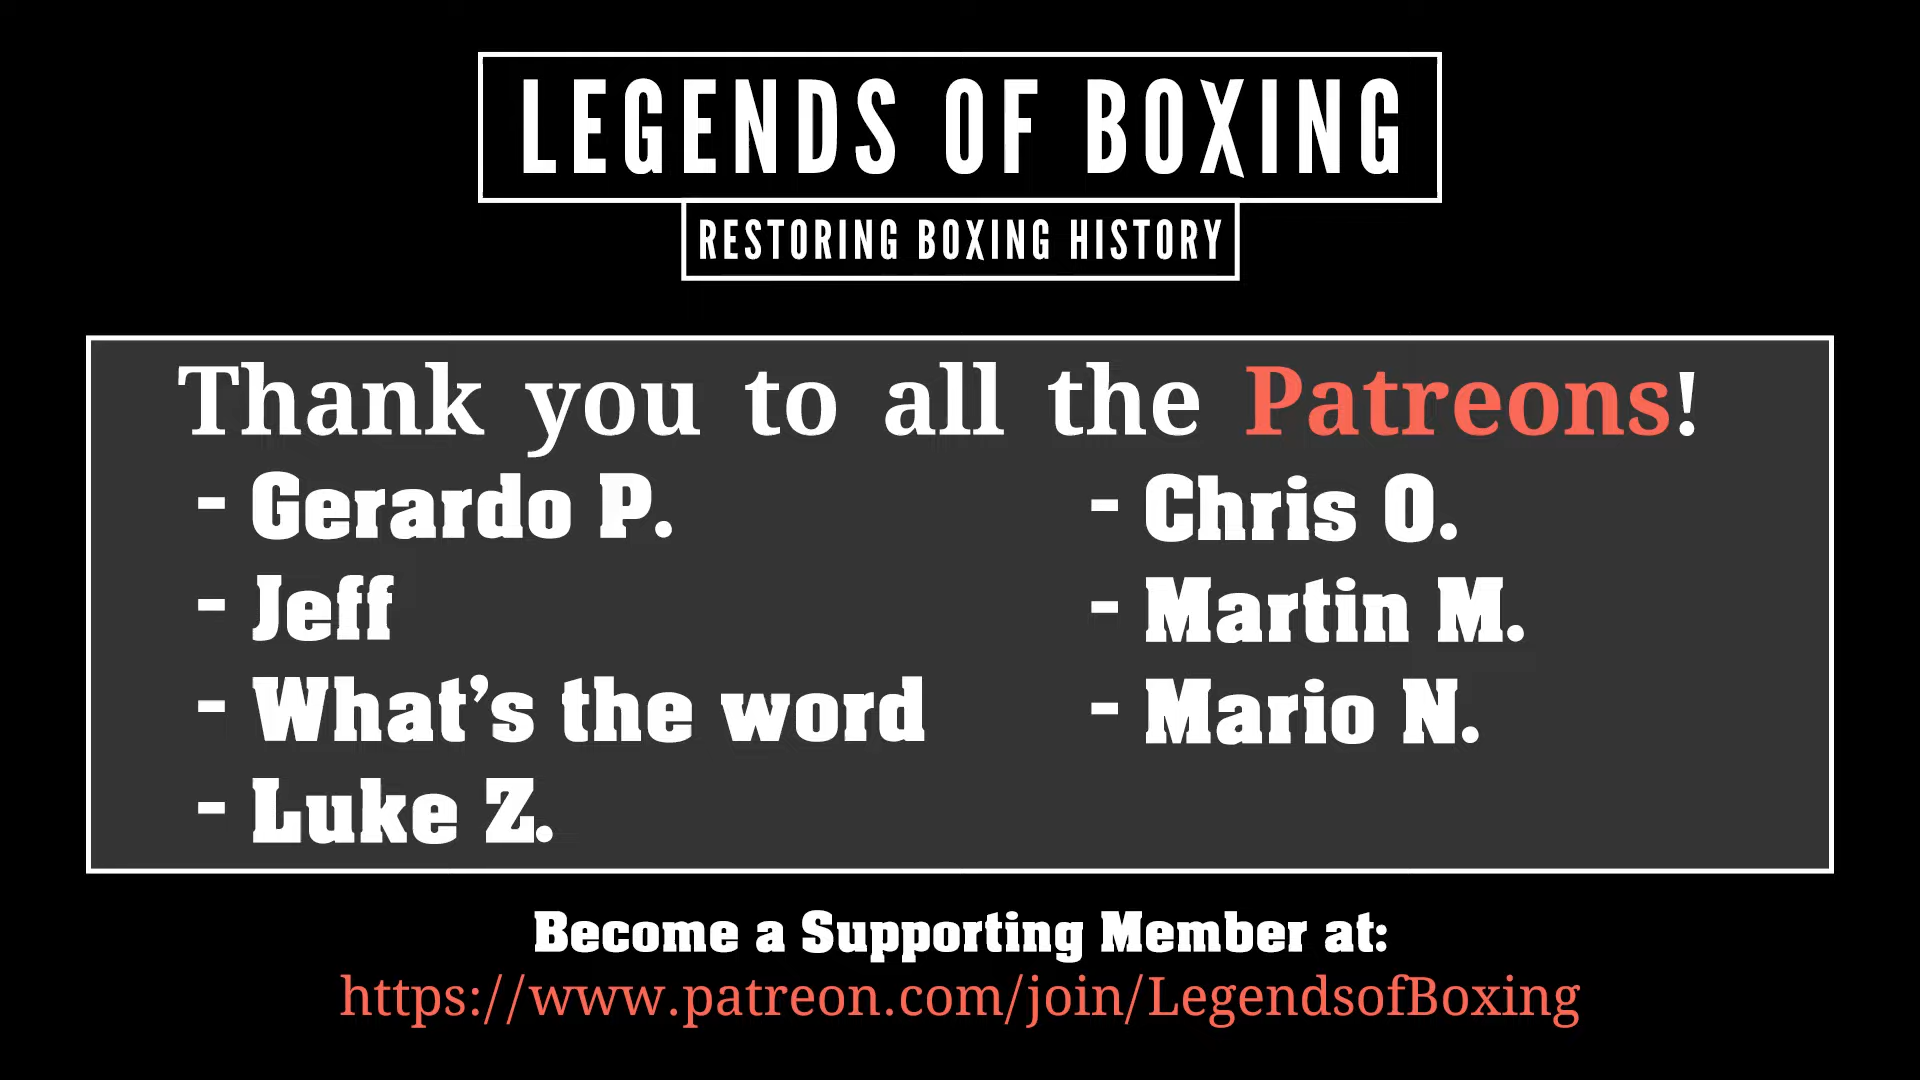 LEGENDS OF BOXING
RESTORING BOXING HISTORY
Thank you to all the Patreons!
- Gerardo P.
- Jeff
- What’s the word
- Luke Z.
- Chris O.
- Martin M.
- Mario N.
Become a Supporting Member at:
https://www.patreon.com/join/LegendsofBoxing